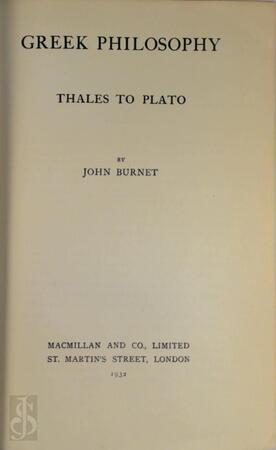 GREEK PHILOSOPHY
THALES TO PLATO
BY
JOHN BURNET
MACMILLAN AND CO., LIMITED
ST. MARTIN'S STREET, LONDON
1932